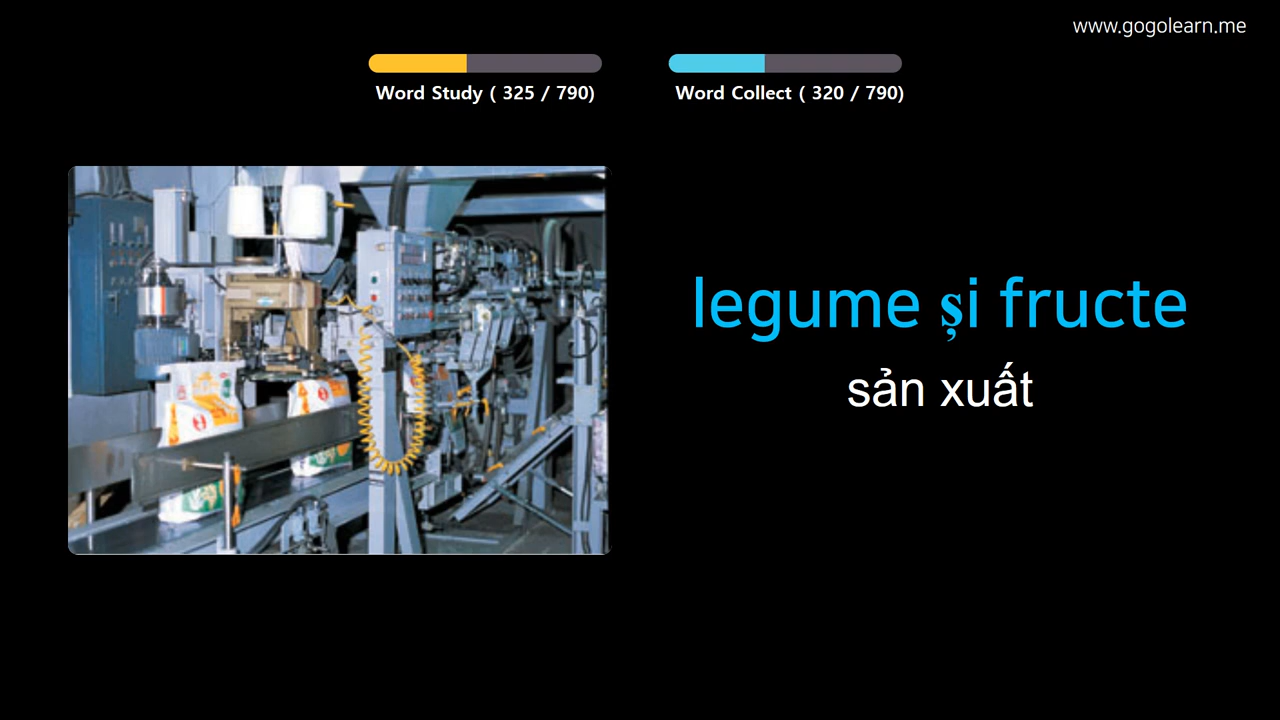 www.gogolearn.me
Word Study ( 325 / 790)
Word Collect ( 320 / 790)
legume și fructe
sản xuất